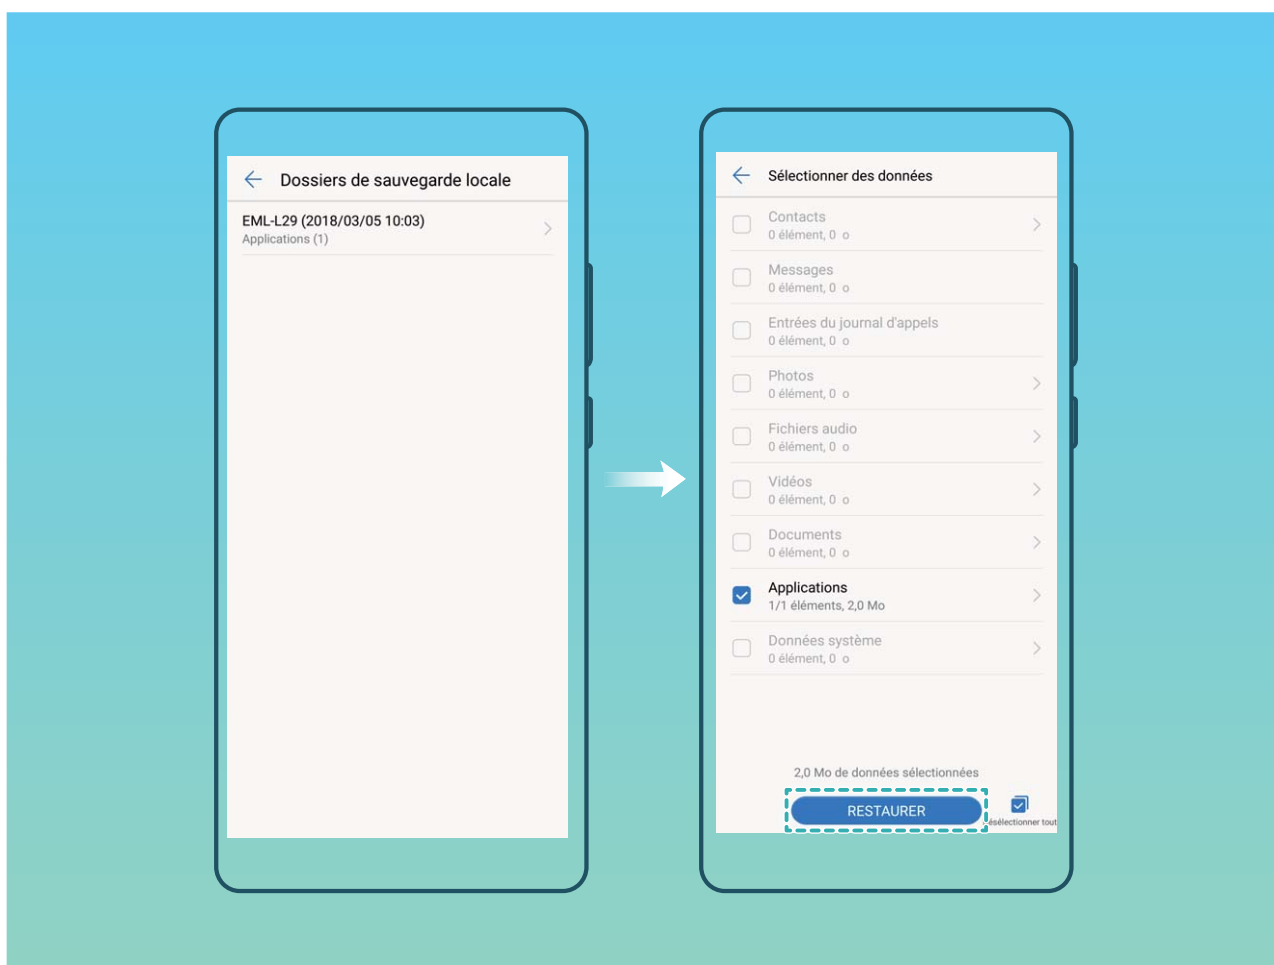 Dossiers de sauvegarde locale
EML-L29 (2018/03/05 10:03)
Applications (1)
Sélectionner des données
Contacts
0 élément, 0 o
Messages
0 élément, 0 o
Entrées du journal d'appels
0 élément, 0 o
Photos
0 élément, 0 o
Fichiers audio
0 élément, 0 o
Vidéos
0 élément, 0 o
Documents
0 élément, 0 o
Applications
1/1 éléments, 2,0 Mo
Données système
0 élément, 0 o
2,0 Mo de données sélectionnées
RESTAURER
ésélectionner tout